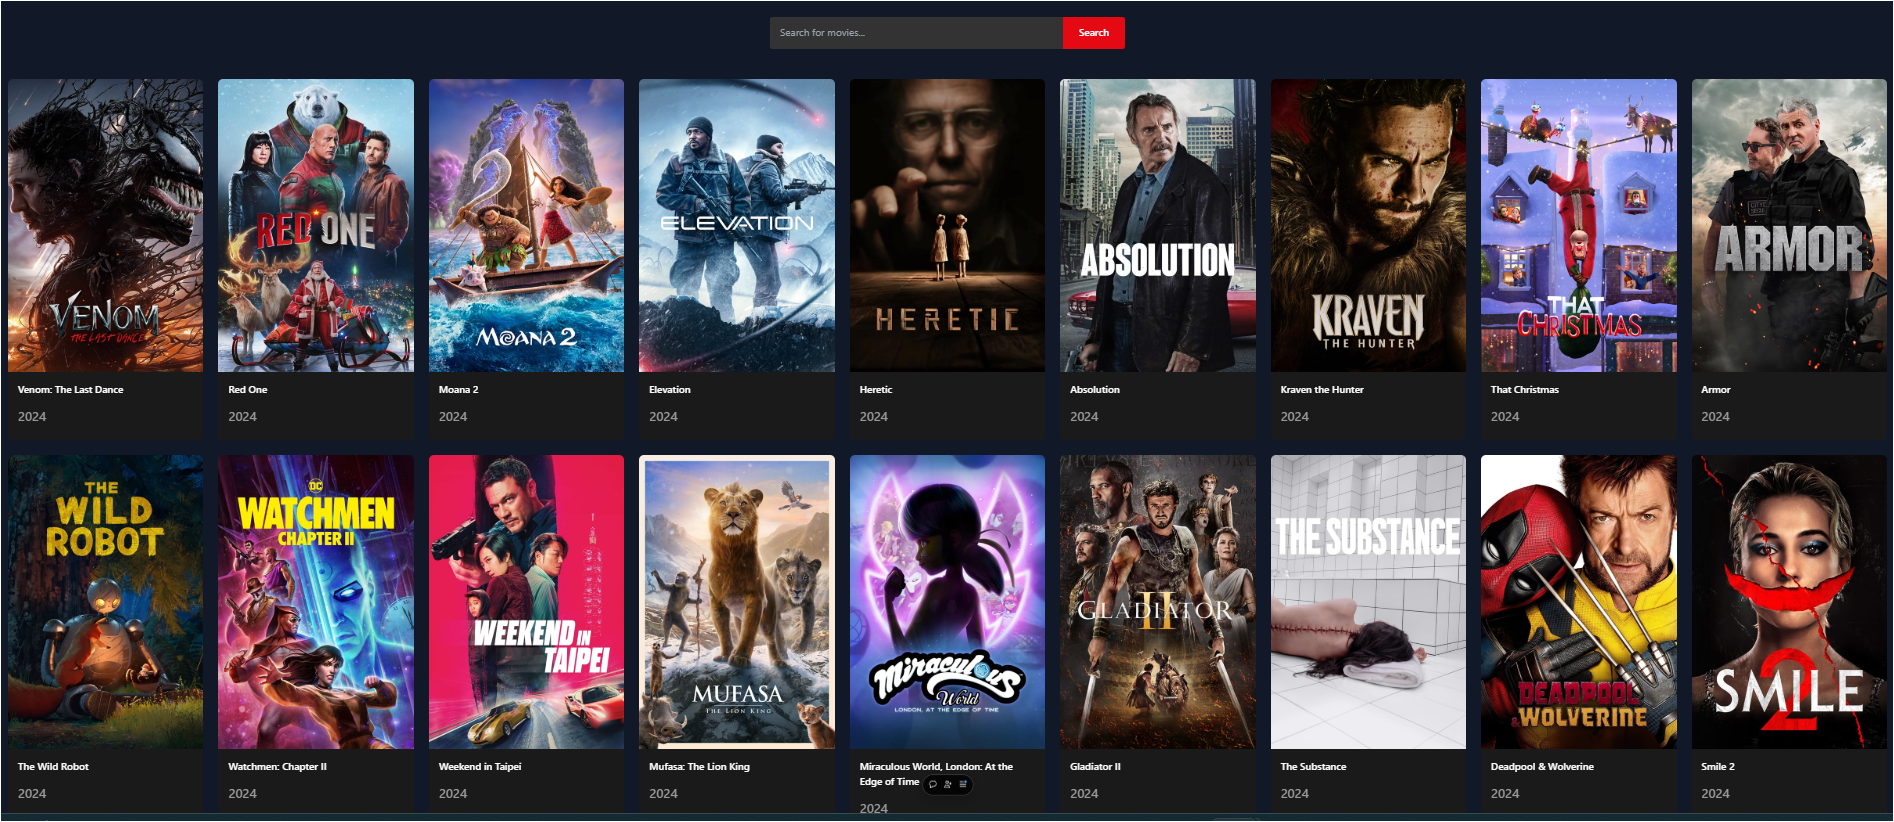 Search for movies...
Search
VENOM
THE LAST DANCE
RED ONE
MOANA 2
ELEVATION
HERETIC
ABSOLUTION
KRAVEN
THE HUNTER
THAT
CHRISTMAS
ARMOR
Venom: The Last Dance
Red One
Moana 2
Elevation
Heretic
Absolution
Kraven the Hunter
That Christmas
Armor
2024
2024
2024
2024
2024
2024
2024
2024
2024
THE
WILD
ROBOT
DC
WATCHMEN
CHAPTER II
WEEKEND IN
TAIPEI
MUFASA
THE LION KING
Miraculous
World
LONDON, AT THE EDGE OF TIME
GLADIATOR
II
THE SUBSTANCE
DEADPOOL
& WOLVERINE
SMILE
2
The Wild Robot
Watchmen: Chapter II
Weekend in Taipei
Mufasa: The Lion King
Miraculous World, London: At the
Edge of Time
Gladiator II
The Substance
Deadpool & Wolverine
Smile 2
2024
2024
2024
2024
2024
2024
2024
2024
2024